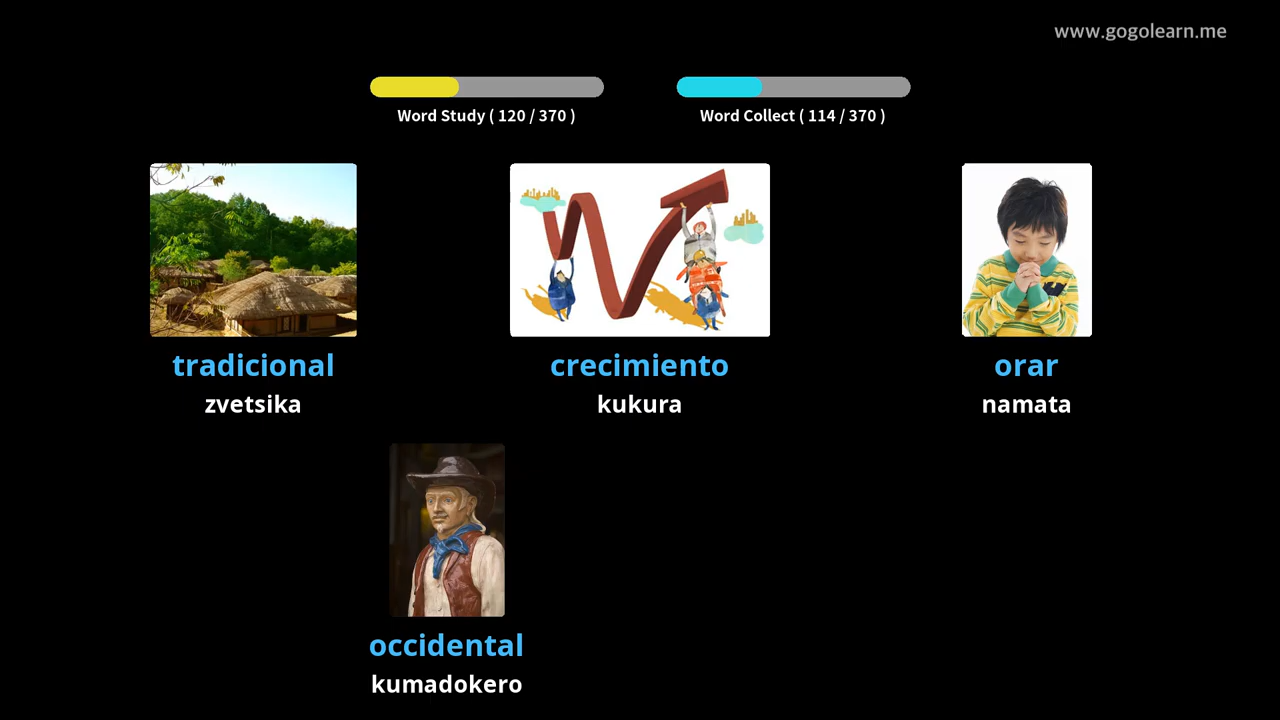 www.gogolearn.me
Word Study ( 120 / 370 )
Word Collect ( 114 / 370 )
tradicional
zvetsika
crecimiento
kukura
orar
namata
occidental
kumadokero